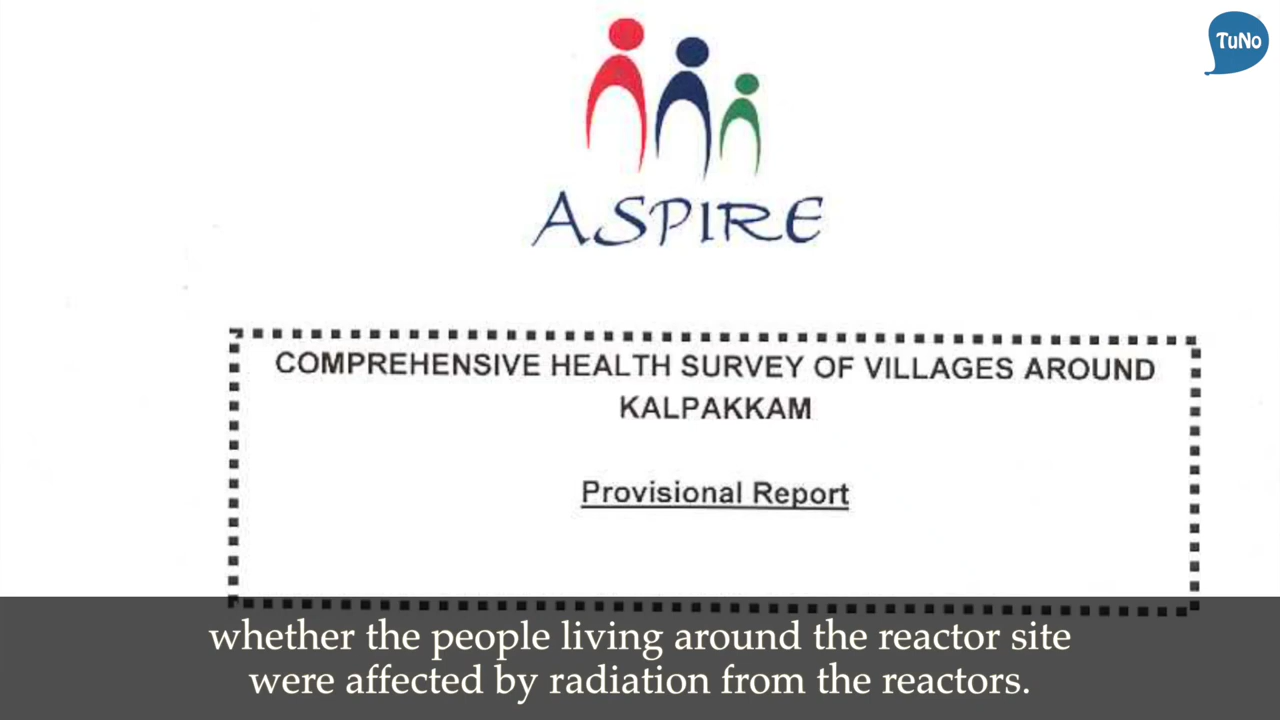 TuNo
ASPIRE
COMPREHENSIVE HEALTH SURVEY OF VILLAGES AROUND
KALPAKKAM
Provisional Report
whether the people living around the reactor site
were affected by radiation from the reactors.